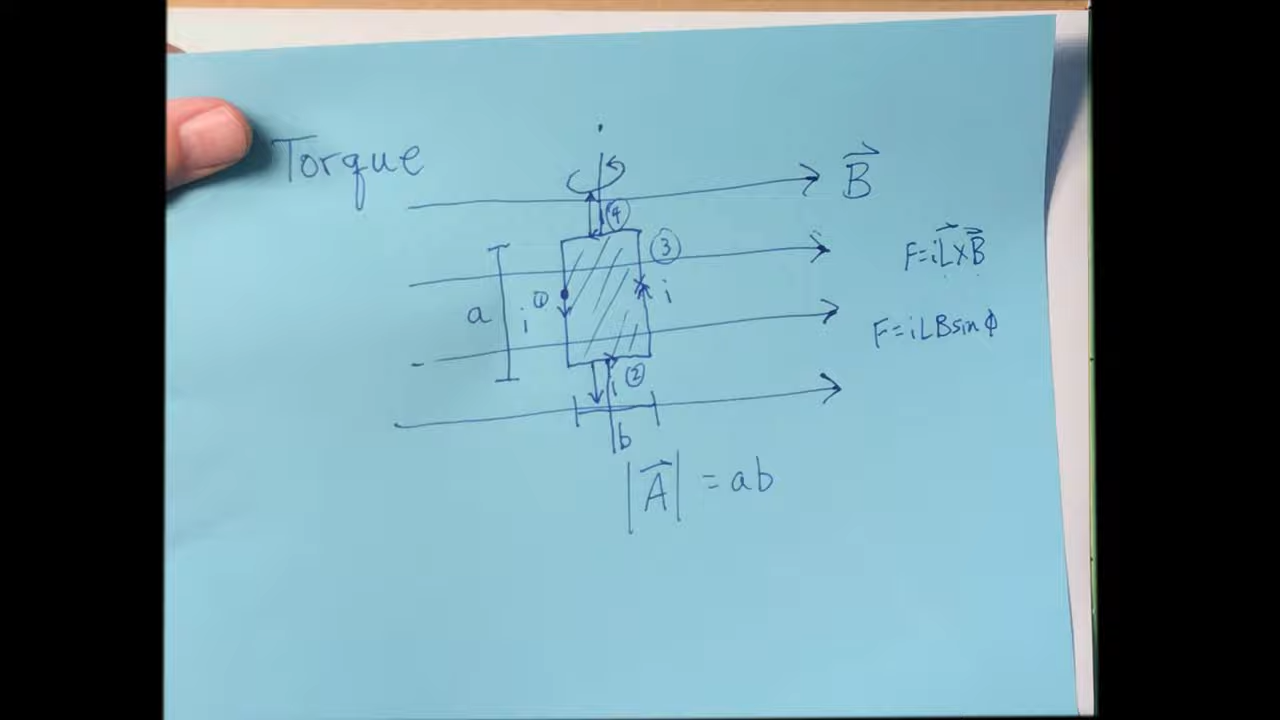 Torque
B⃗
④
③
F=iL⃗×B⃗
a
i
①
i
F=iLBsinϕ
i
②
b
|A⃗| = ab